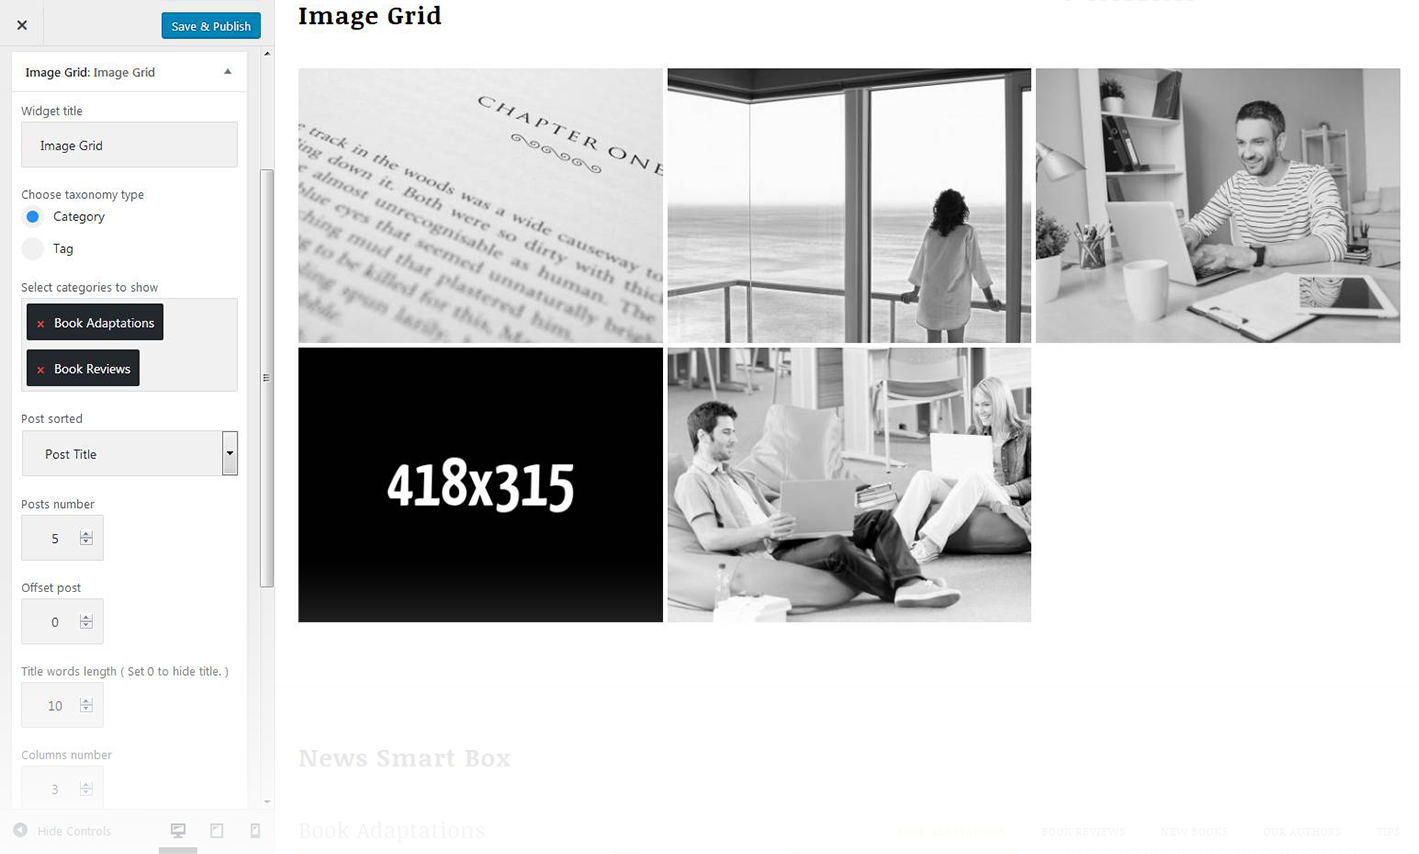 Save & Publish
Image Grid: Image Grid
Widget title
Image Grid
Choose taxonomy type
Category
Tag
Select categories to show
× Book Adaptations
× Book Reviews
Post sorted
Post Title
Posts number
5
Offset post
0
Title words length ( Set 0 to hide title. )
10
Columns number
3
Hide Controls
Image Grid
CHAPTER ONE
track in the woods was a wide causeway to
ing down it. Both were so dirty with thick
almost unrecognisable as human. The
blue eyes that seemed unnaturally brigh
ching mud that plastered him.
to be killed for this,
418x315
News Smart Box
Book Adaptations
BOOK REVIEWS
NEW BOOKS
OUR AUTHORS
TIPS